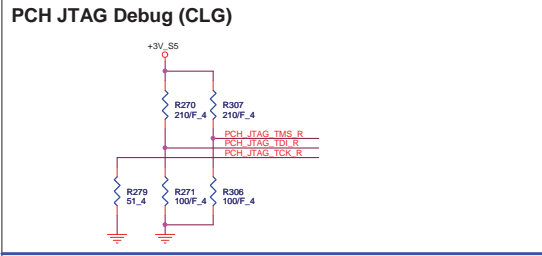 PCH JTAG Debug (CLG)
+3V_S5
R270
210/F_4
R307
210/F_4
PCH_JTAG_TMS_R
PCH_JTAG_TDI_R
PCH_JTAG_TCK_R
R279
51_4
R271
100/F_4
R306
100/F_4